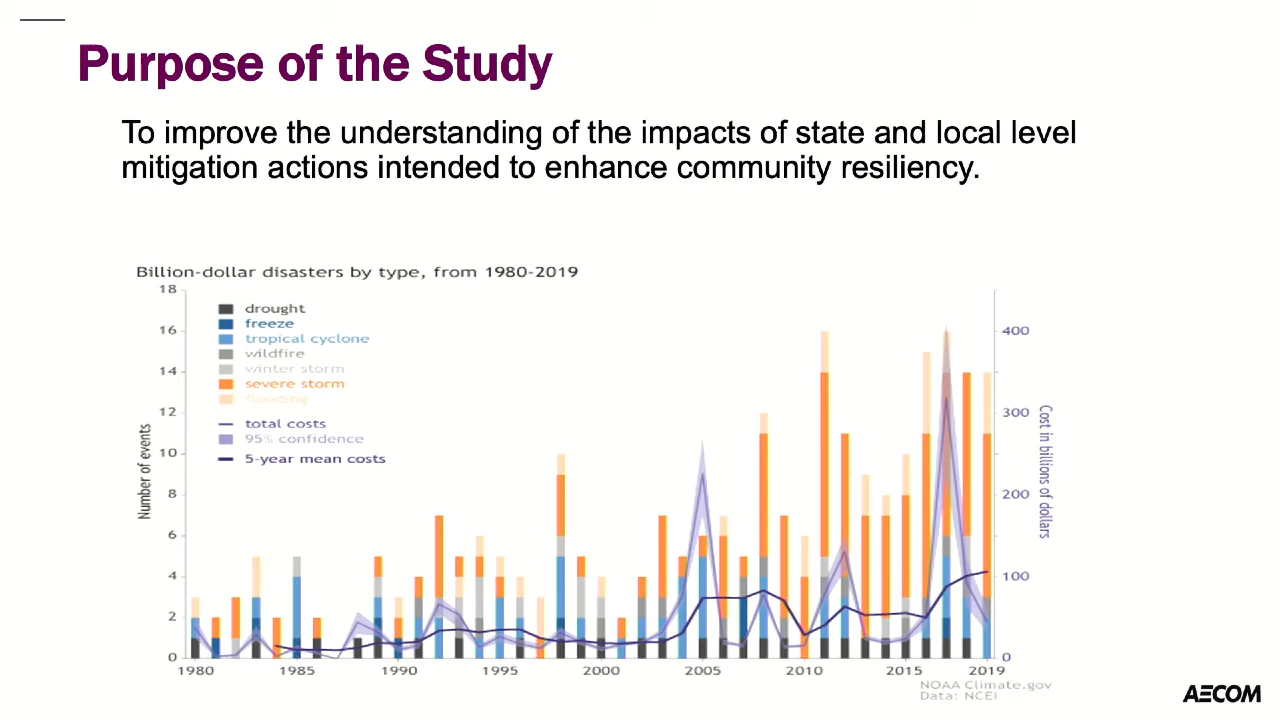 Purpose of the Study
To improve the understanding of the impacts of state and local level
mitigation actions intended to enhance community resiliency.
Billion-dollar disasters by type, from 1980-2019
18
16
14
12
10
8
6
4
2
0
Number of events
drought
freeze
tropical cyclone
wildfire
winter storm
severe storm
flooding
total costs
95% confidence
5-year mean costs
400
300
200
100
0
Cost in billions of dollars
1980 1985 1990 1995 2000 2005 2010 2015 2019
NOAA Climate.gov
Data: NCEI
AECOM